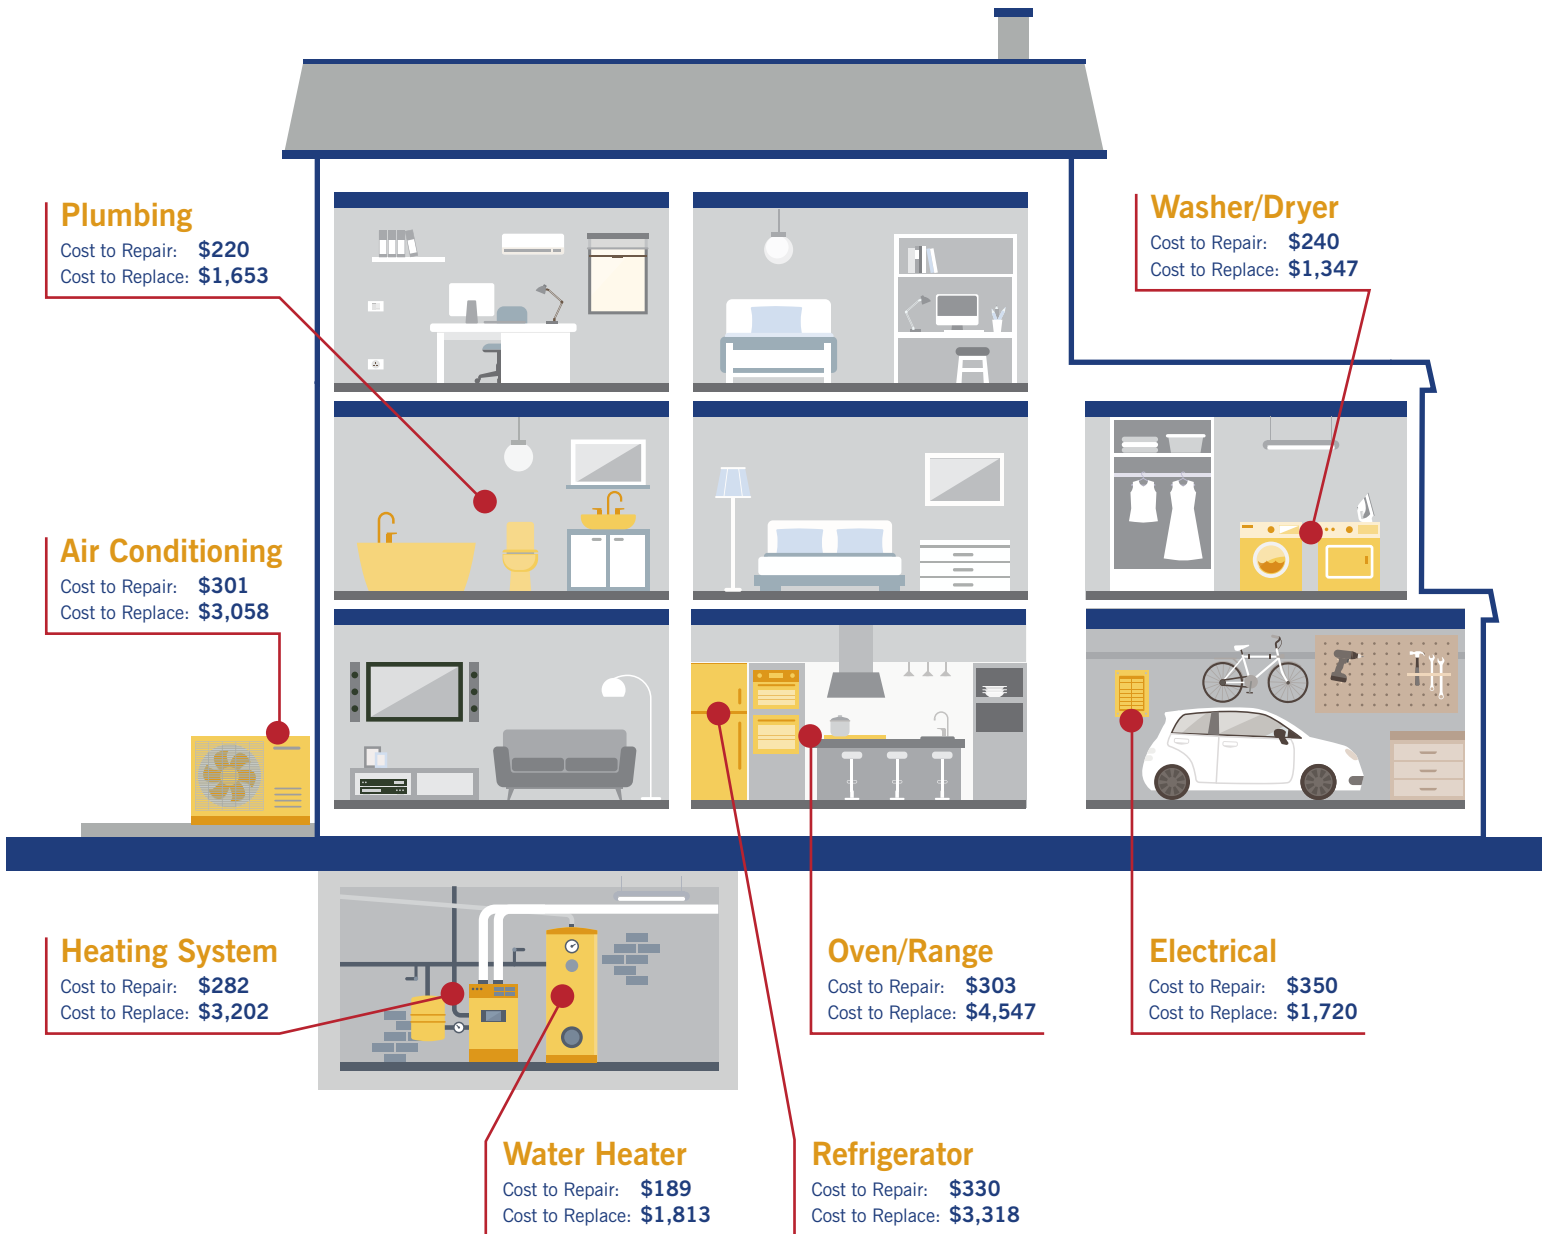 Plumbing
Cost to Repair: $220
Cost to Replace: $1,653
Washer/Dryer
Cost to Repair: $240
Cost to Replace: $1,347
Air Conditioning
Cost to Repair: $301
Cost to Replace: $3,058
Heating System
Cost to Repair: $282
Cost to Replace: $3,202
Oven/Range
Cost to Repair: $303
Cost to Replace: $4,547
Electrical
Cost to Repair: $350
Cost to Replace: $1,720
Water Heater
Cost to Repair: $189
Cost to Replace: $1,813
Refrigerator
Cost to Repair: $330
Cost to Replace: $3,318